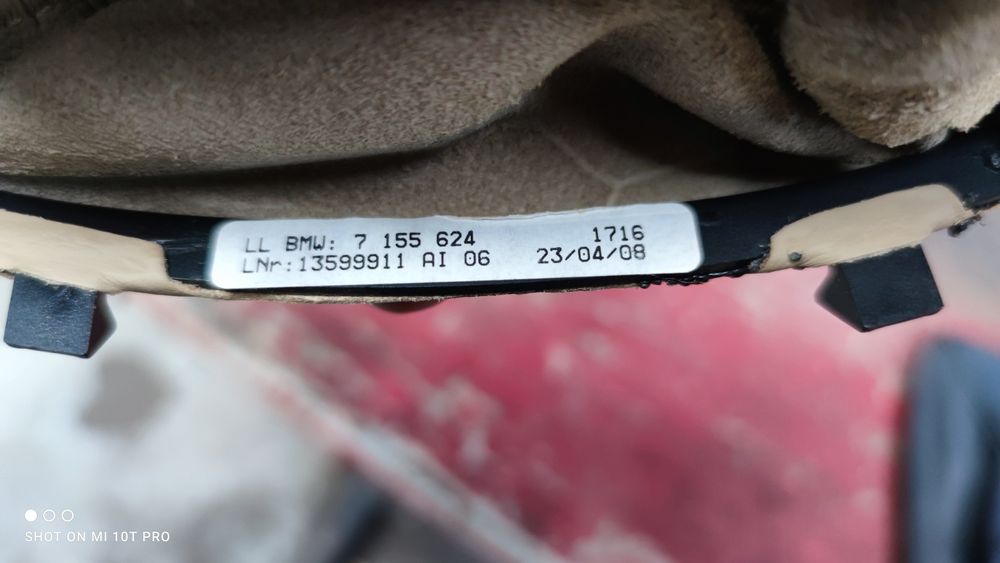 LL BMW: 7 155 624 1716
LNr:13599911 AI 06 23/04/08
SHOT ON MI 10T PRO